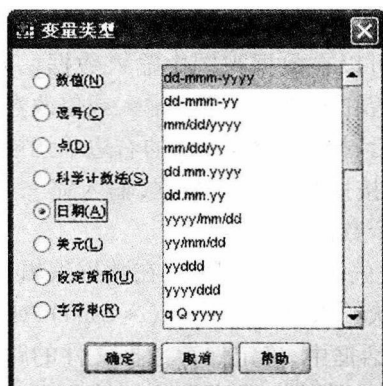 变量类型
数值(N)
逗号(C)
点(D)
科学计数法(S)
日期(A)
美元(L)
设定货币(U)
字符串(R)
dd-mmm-yyyy
dd-mmm-yy
mm/dd/yyyy
mm/dd/yy
dd.mm.yyyy
dd.mm.yy
yyyy/mm/dd
yy/mm/dd
yyddd
yyyyddd
q Q yyyy
确定
取消
帮助